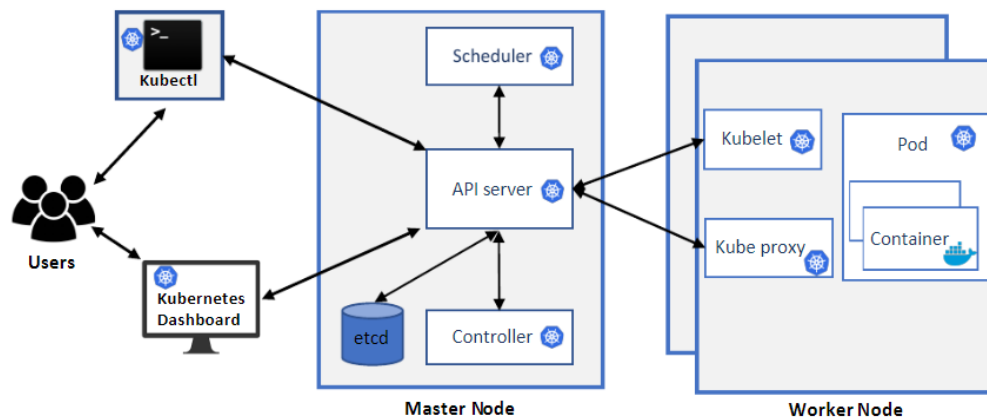 >_
Kubectl
Users
Kubernetes
Dashboard
Scheduler
API server
etcd
Controller
Master Node
Kubelet
Kube proxy
Pod
Container
Worker Node